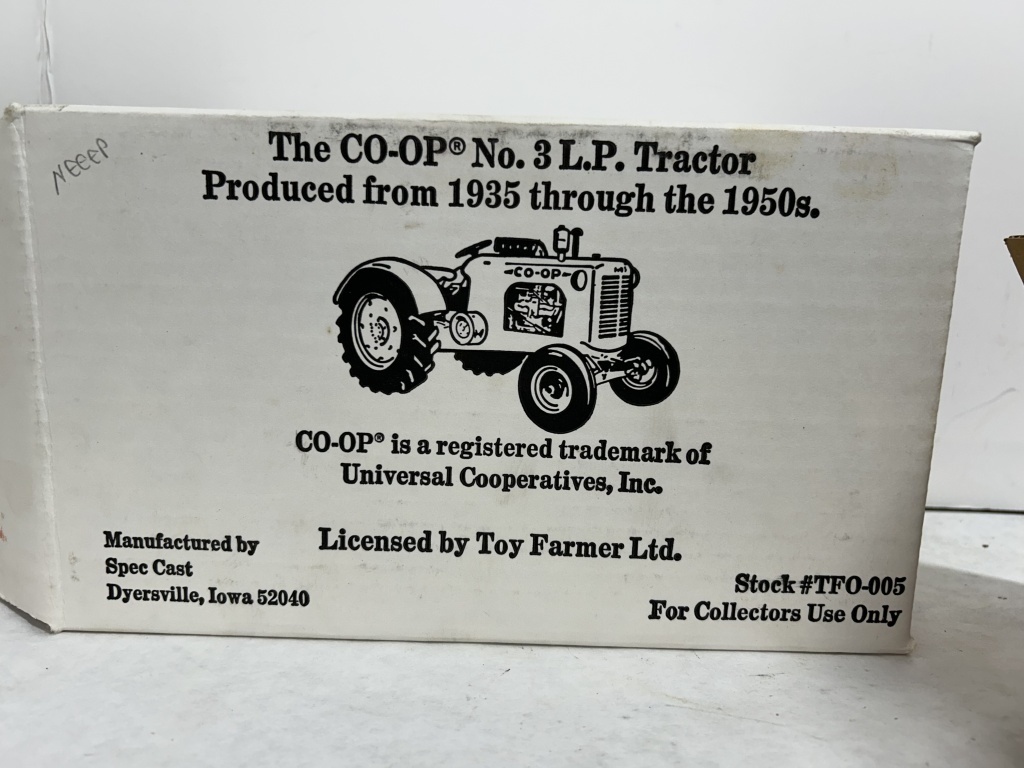 NEEEP
The CO-OP® No. 3 L.P. Tractor
Produced from 1935 through the 1950s.
CO-OP
CO-OP® is a registered trademark of
Universal Cooperatives, Inc.
Manufactured by
Spec Cast
Dyersville, Iowa 52040
Licensed by Toy Farmer Ltd.
Stock #TFO-005
For Collectors Use Only